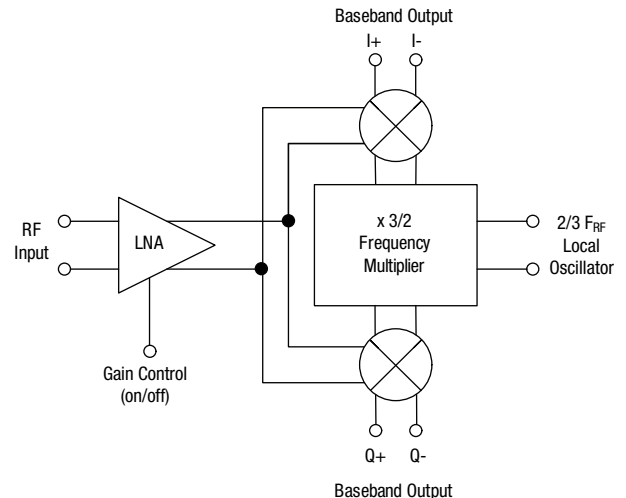 Baseband Output
I+ I-
RF
Input
LNA
x 3/2
Frequency
Multiplier
2/3 FRF
Local
Oscillator
Gain Control
(on/off)
Q+ Q-
Baseband Output